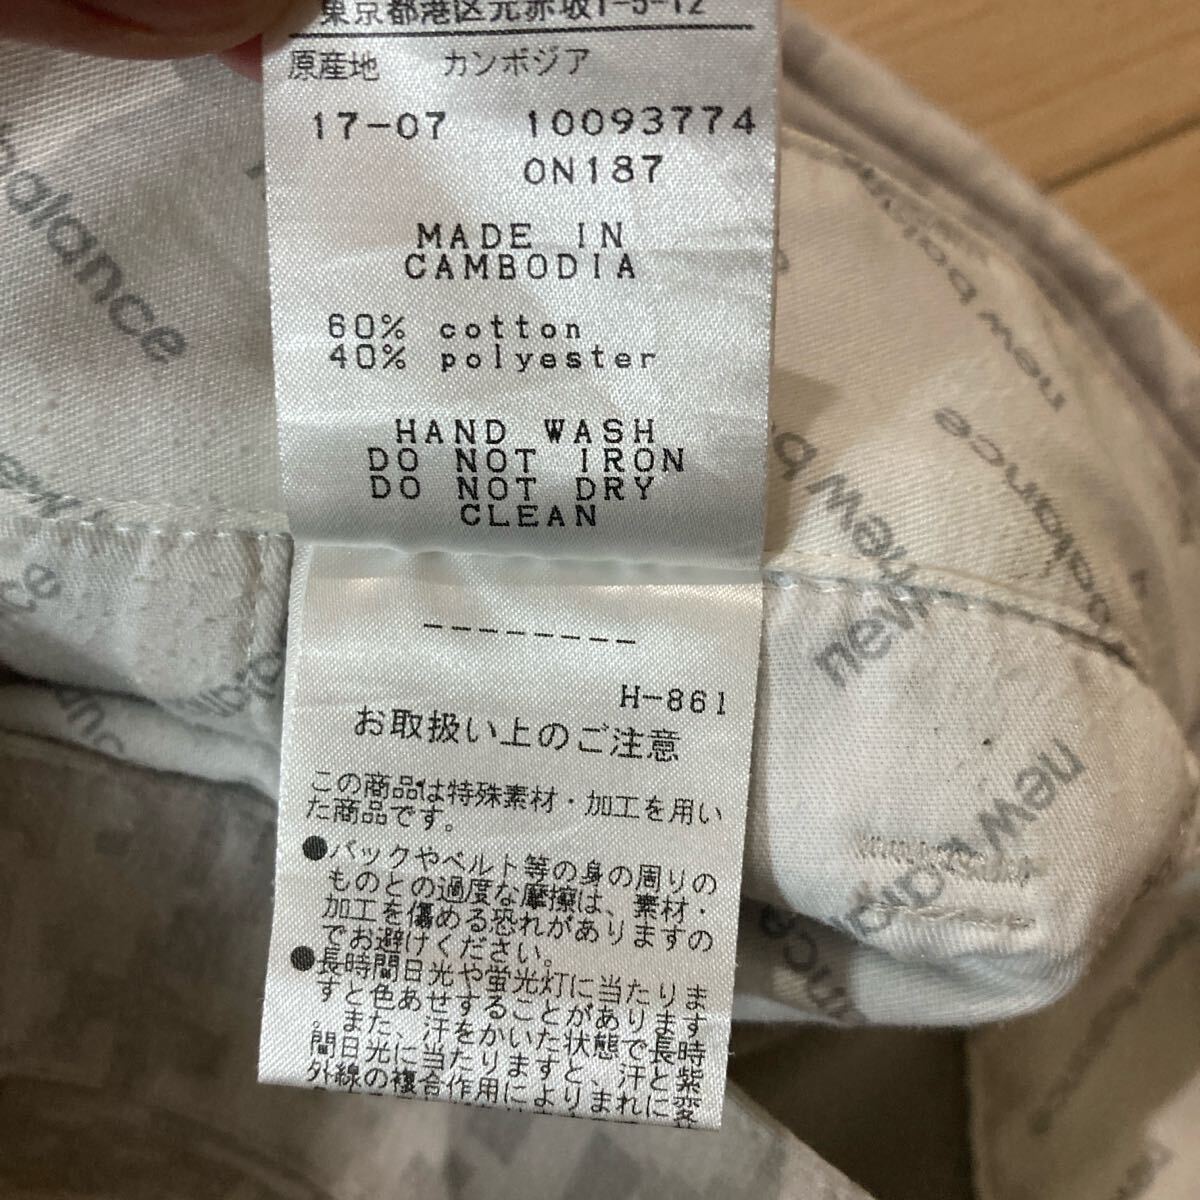 東京都港区元赤坂1-5-12
原産地 カンボジア
17-07 10093774
0N187
MADE IN
CAMBODIA
60% cotton
40% polyester
HAND WASH
DO NOT IRON
DO NOT DRY
CLEAN
--------
H-861
お取扱い上のご注意
この商品は特殊素材・加工を用い
た商品です。
●バックやベルト等の身の周りの
ものとの過度な摩擦は、素材・
加工を傷める恐れがありますの
でお避けください。
●長時間日光や蛍光灯に当たりま
すと色あせすることがあります
。また、汗をかいた状態で長時
間日光に当たりますと、汗と紫
外線の複合作用によりまれに変
balance
new balance
balance
new
new
new balance